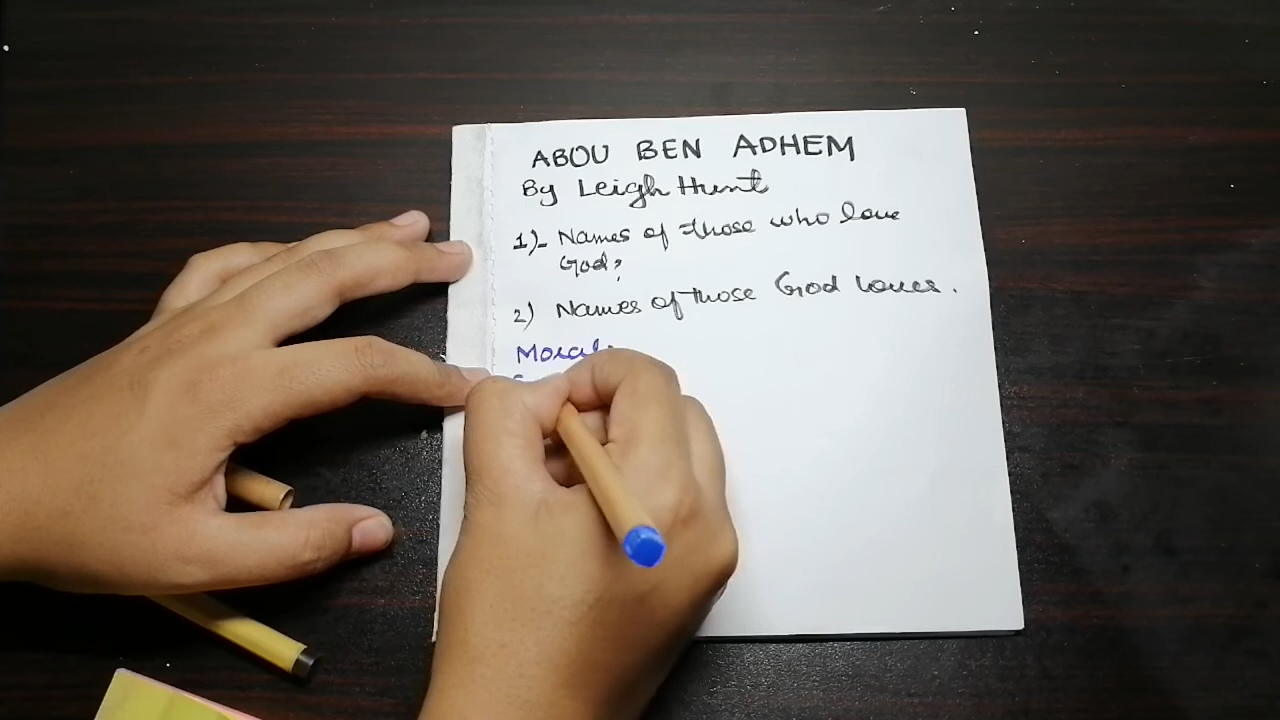 ABOU BEN ADHEM
By Leigh Hunt
1)- Names of those who love
God?
2) Names of those God loves.
Moral